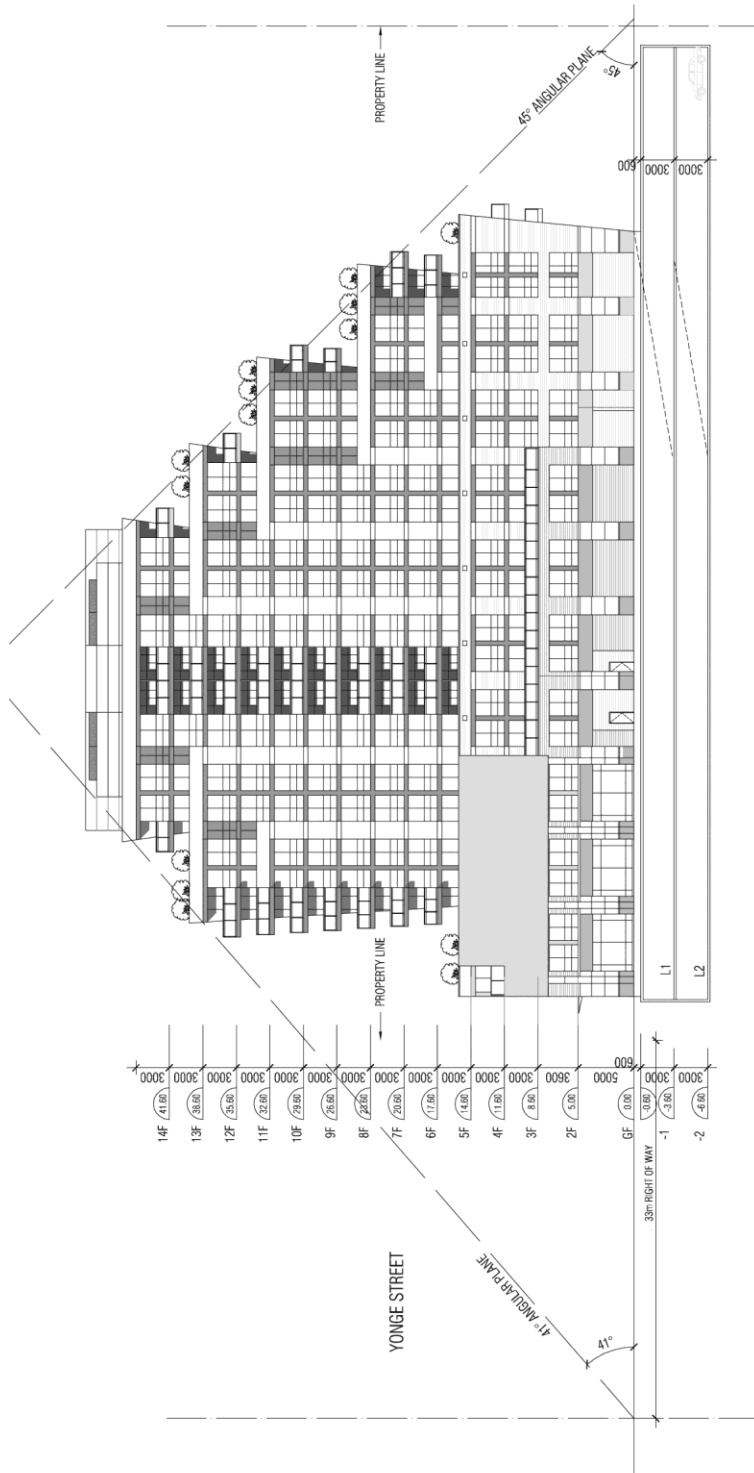 YONGE STREET
41° ANGULAR PLANE
41°
33m RIGHT OF WAY
PROPERTY LINE
14F 41.60 3000
13F 38.60 3000
12F 35.60 3000
11F 32.60 3000
10F 29.60 3000
9F 26.60 3000
8F 23.60 3000
7F 20.60 3000
6F 17.60 3000
5F 14.60 3000
4F 11.60 3000
3F 8.60 3000
2F 5.00 3600
GF 0.00 5000
-0.60 600
-1 -3.60 3000
-2 -6.60 3000
L1
L2
PROPERTY LINE
45° ANGULAR PLANE
45°
600
3000
3000